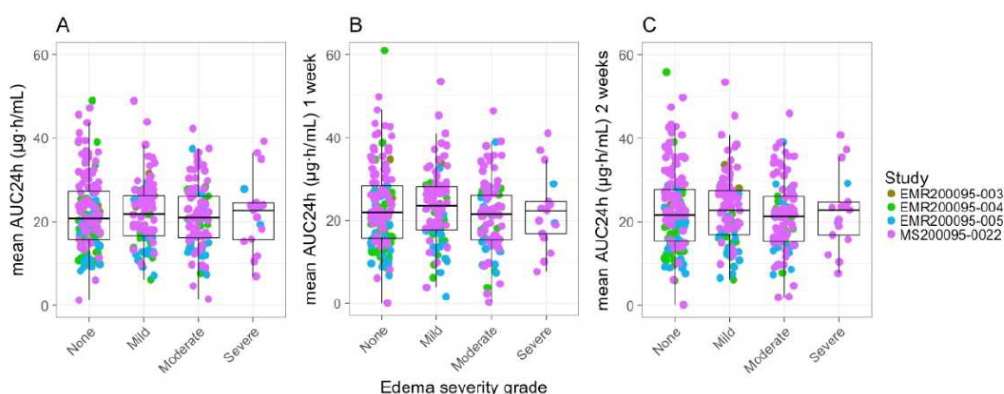 A
mean AUC24h (µg·h/mL)
60
40
20
0
None
Mild
Moderate
Severe
B
mean AUC24h (µg·h/mL) 1 week
60
40
20
0
None
Mild
Moderate
Severe
C
mean AUC24h (µg·h/mL) 2 weeks
60
40
20
0
None
Mild
Moderate
Severe
Edema severity grade
Study
EMR200095-003
EMR200095-004
EMR200095-005
MS200095-0022